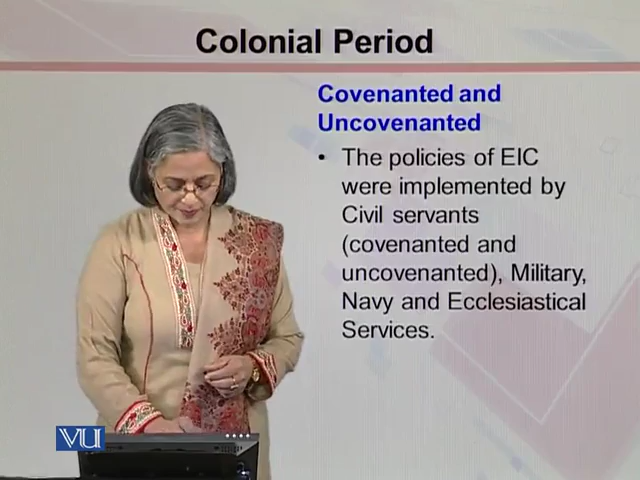 Colonial Period
Covenanted and
Uncovenanted
• The policies of EIC
were implemented by
Civil servants
(covenanted and
uncovenanted), Military,
Navy and Ecclesiastical
Services.
VU